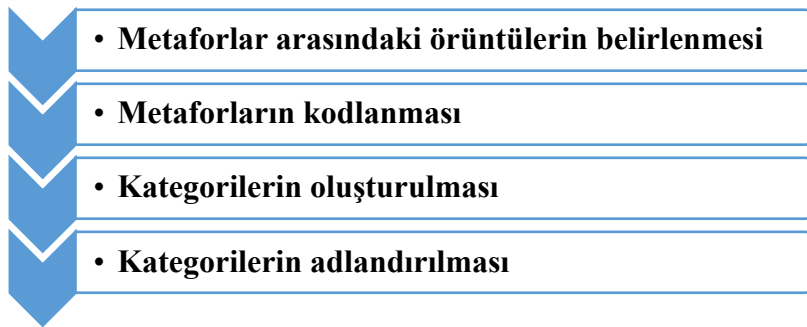 • Metaforlar arasındaki örüntülerin belirlenmesi
• Metaforların kodlanması
• Kategorilerin oluşturulması
• Kategorilerin adlandırılması